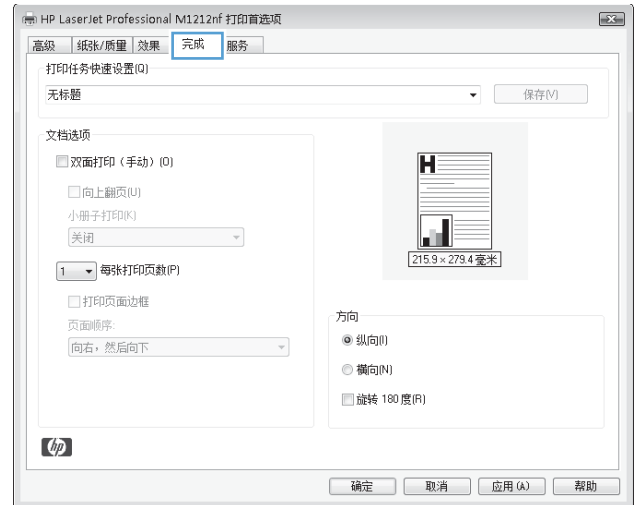 HP LaserJet Professional M1212nf 打印首选项
高级 纸张/质量 效果 完成 服务
打印任务快速设置(Q)
无标题 保存(V)
文档选项
双面打印（手动）(O)
向上翻页(U)
小册子打印(K)
关闭
1 每张打印页数(P)
打印页面边框
页面顺序:
向右，然后向下
H
215.9 × 279.4 毫米
方向
纵向(I)
横向(N)
旋转 180 度(R)
hp
确定 取消 应用(A) 帮助